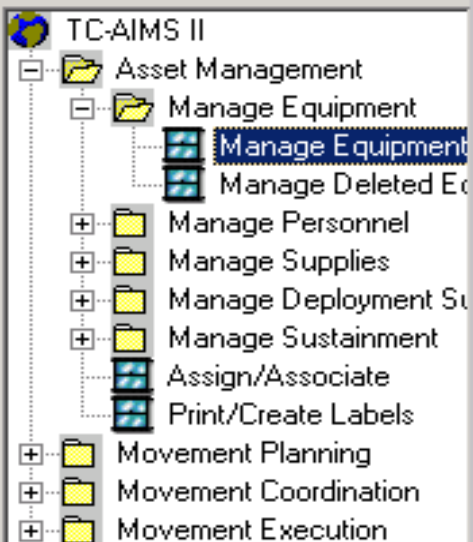 TC-AIMS II
Asset Management
Manage Equipment
Manage Equipment
Manage Deleted
Manage Personnel
Manage Supplies
Manage Deployment
Manage Sustainment
Assign/Associate
Print/Create Labels
Movement Planning
Movement Coordination
Movement Execution